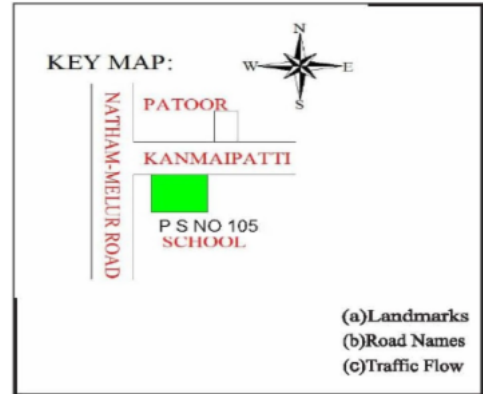 N
KEY MAP:
W E
S
PATOOR
KANMAIPATTI
NATHAM-MELUR ROAD
P S NO 105
SCHOOL
(a)Landmarks
(b)Road Names
(c)Traffic Flow